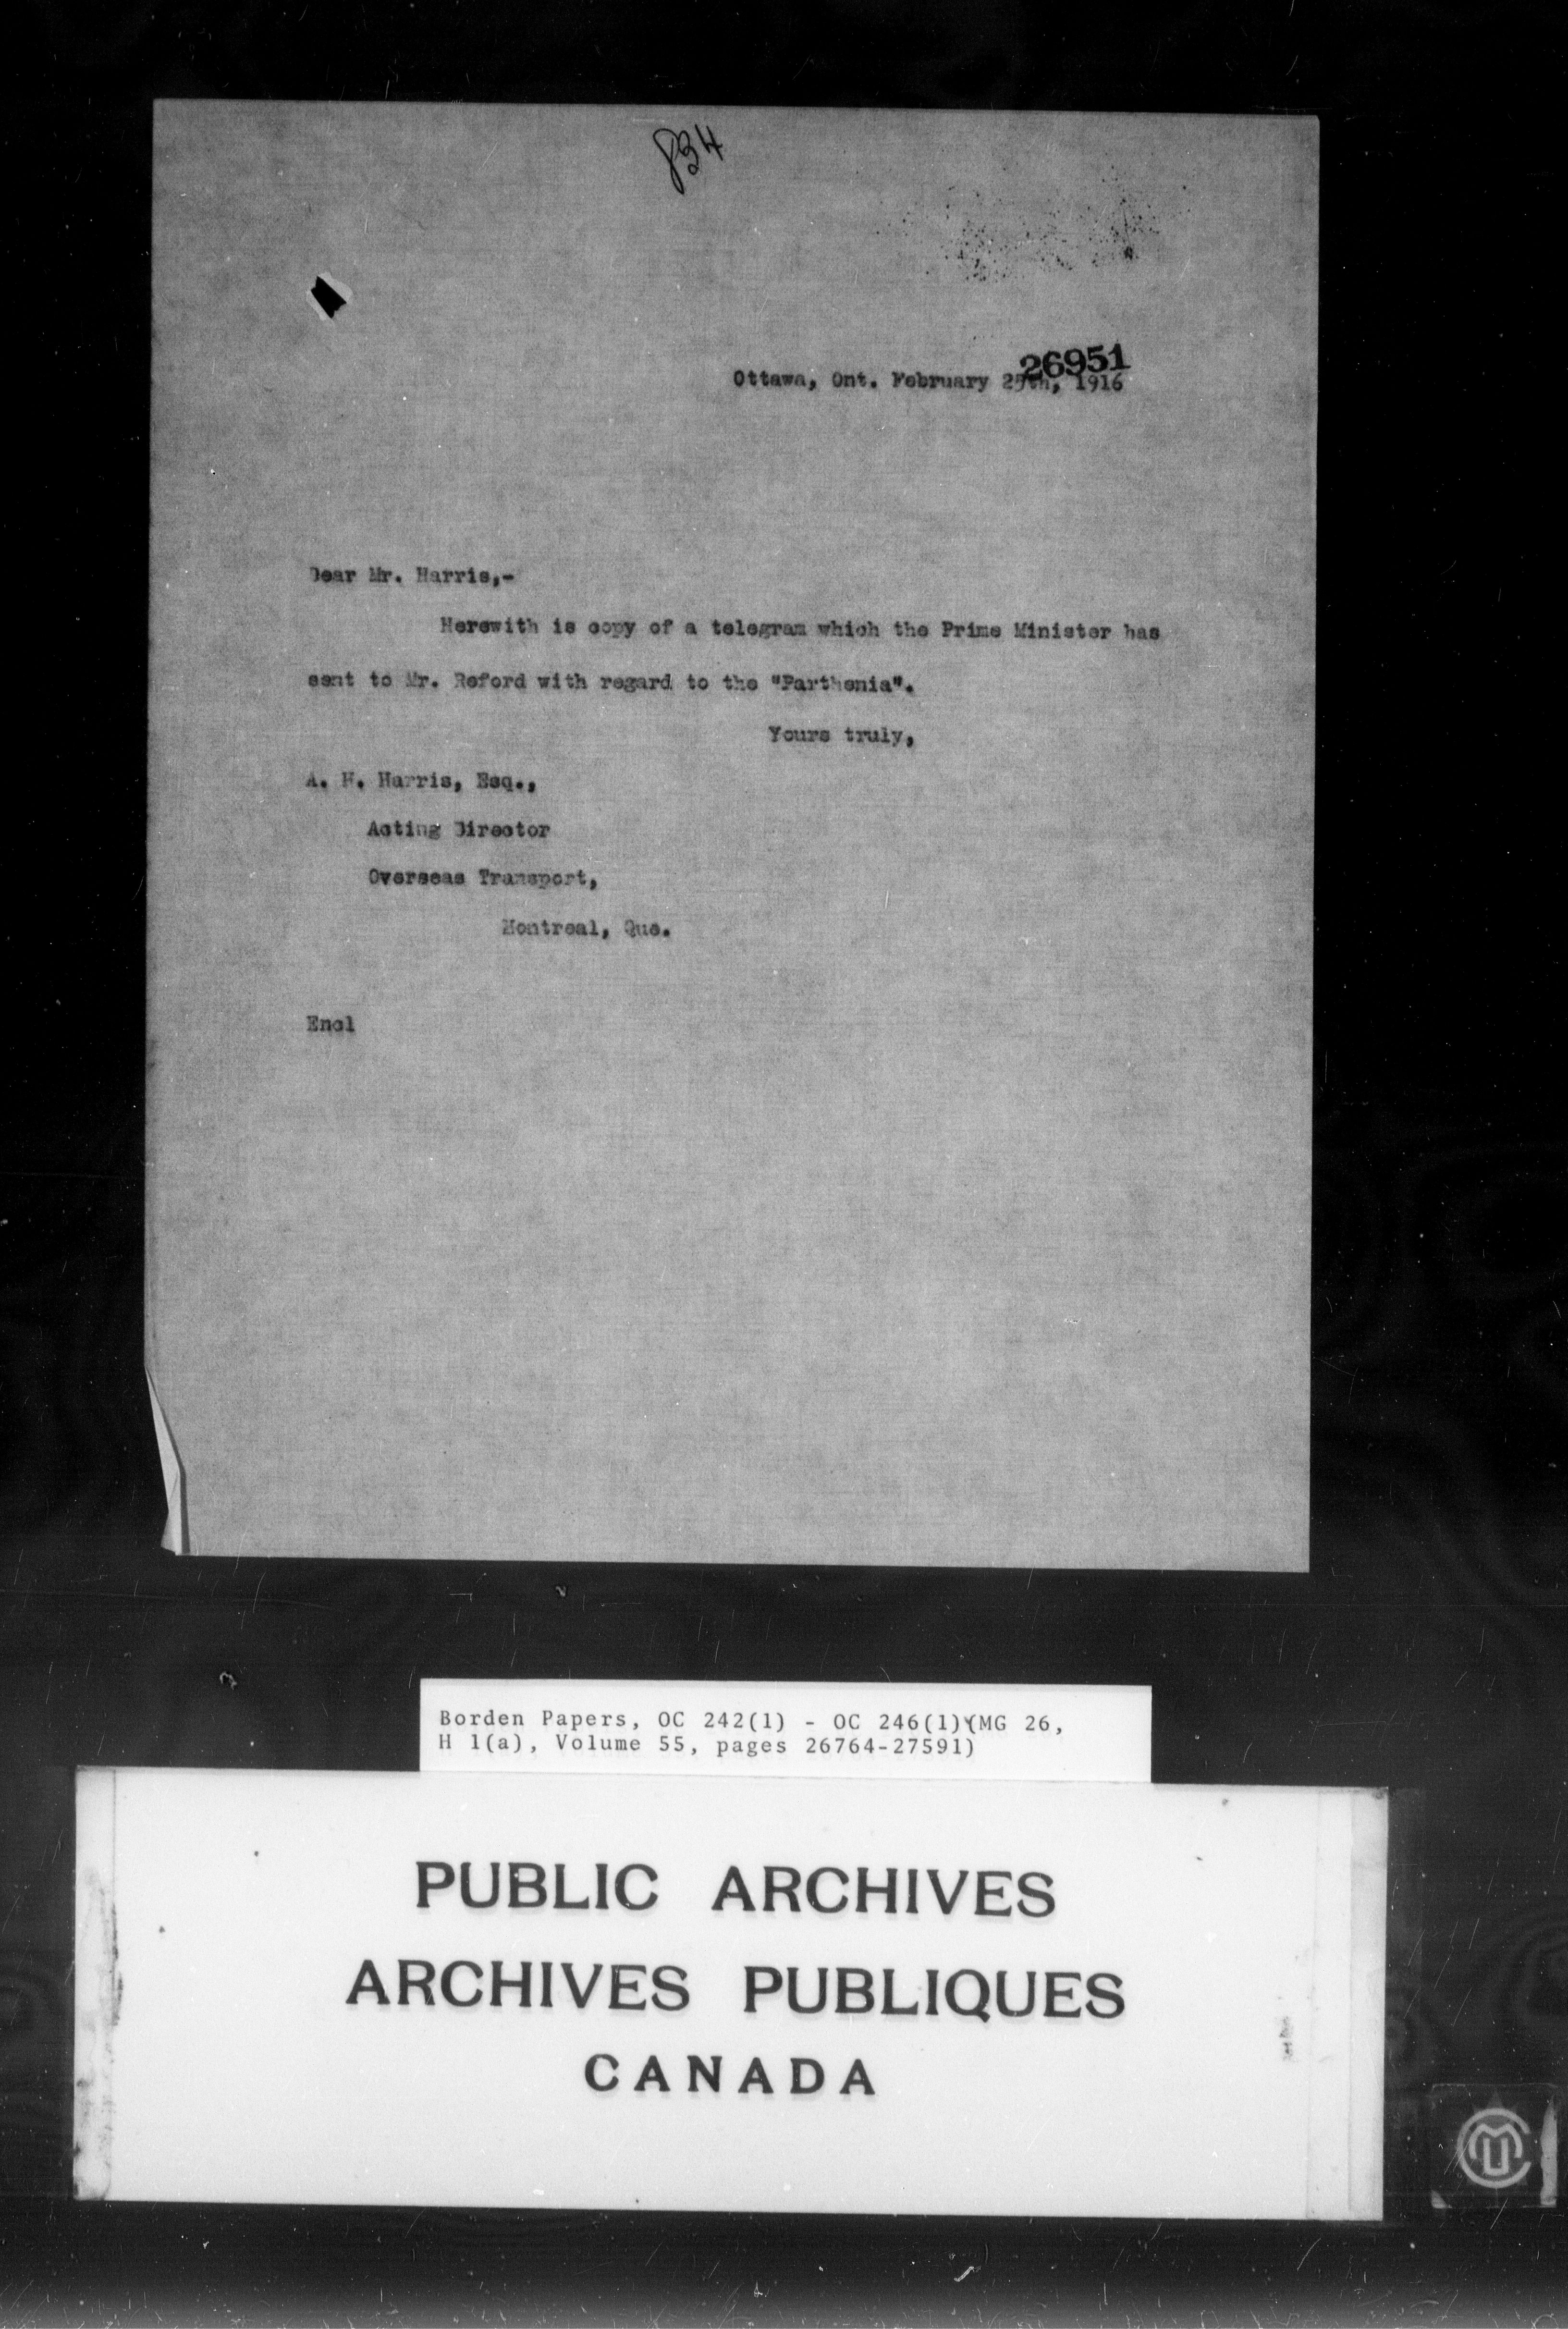 834
26951
Ottawa, Ont. February 25th, 1916
Dear Mr. Harris,-
Herewith is copy of a telegram which the Prime Minister has
sent to Mr. Reford with regard to the "Parthenia".
Yours truly,
A. H. Harris, Esq.,
Acting Director
Overseas Transport,
Montreal, Que.
Encl
Borden Papers, OC 242(1) - OC 246(1)(MG 26,
H 1(a), Volume 55, pages 26764-27591)
PUBLIC ARCHIVES
ARCHIVES PUBLIQUES
CANADA